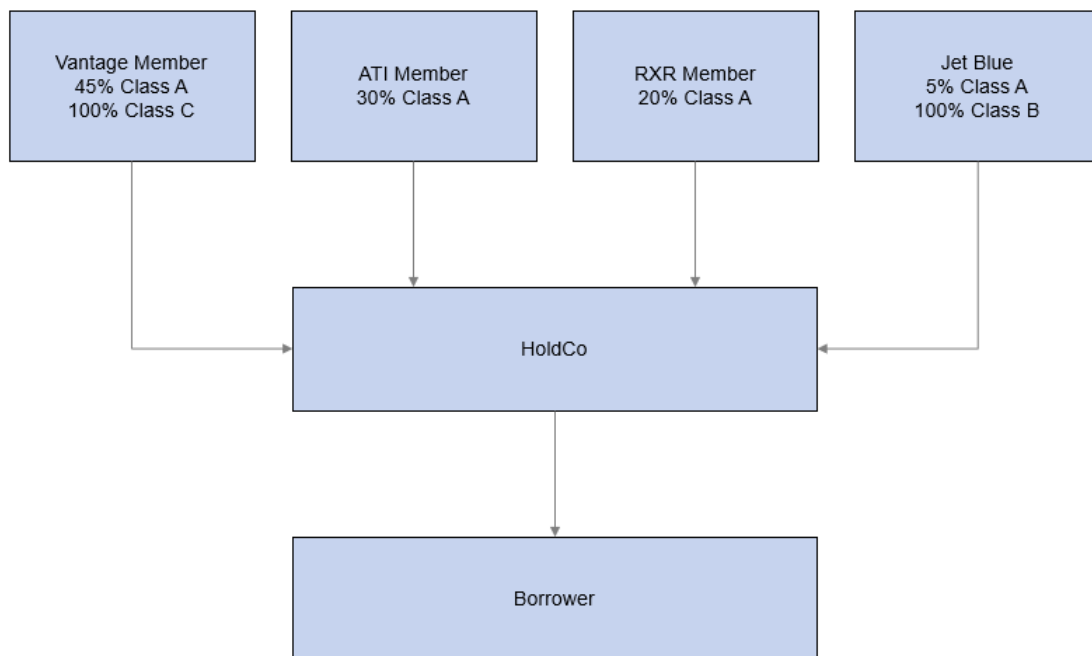 Vantage Member
45% Class A
100% Class C
ATI Member
30% Class A
RXR Member
20% Class A
Jet Blue
5% Class A
100% Class B
HoldCo
Borrower